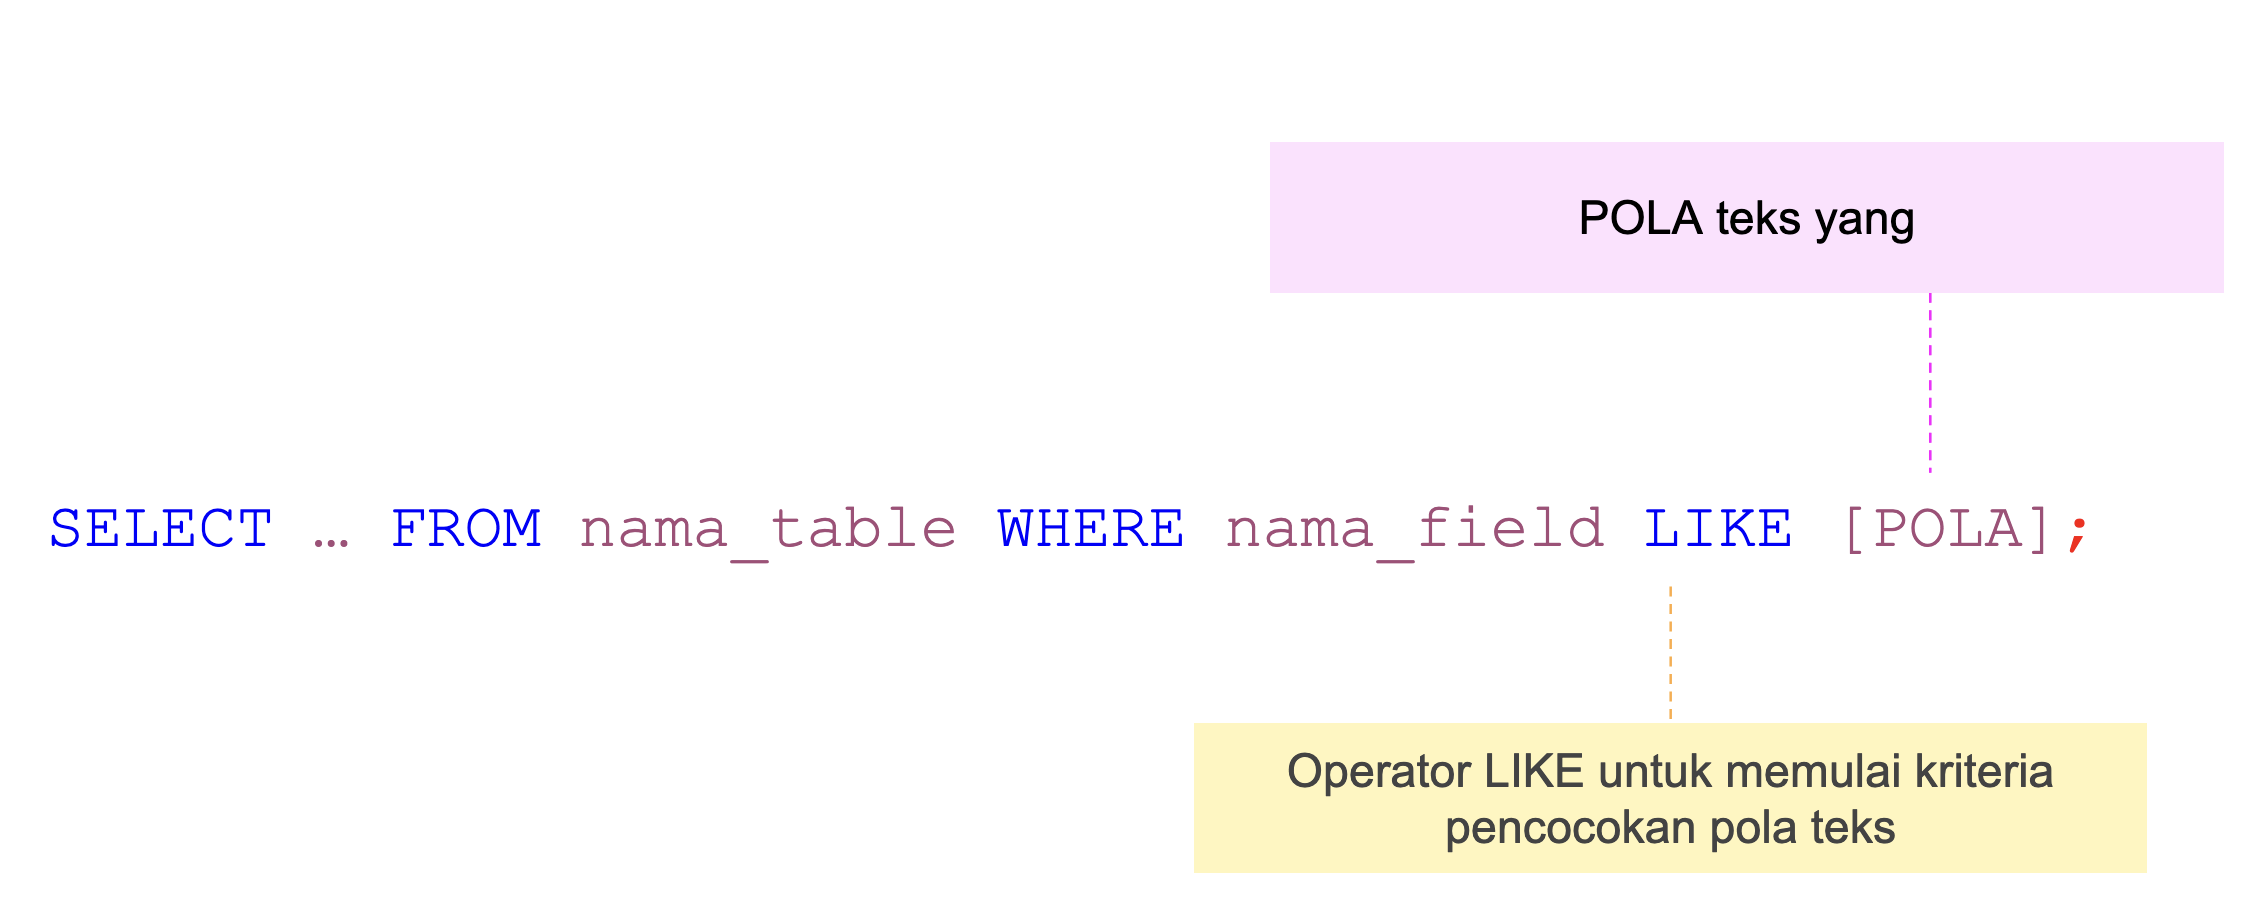 POLA teks yang
SELECT … FROM nama_table WHERE nama_field LIKE [POLA];
Operator LIKE untuk memulai kriteria
pencocokan pola teks